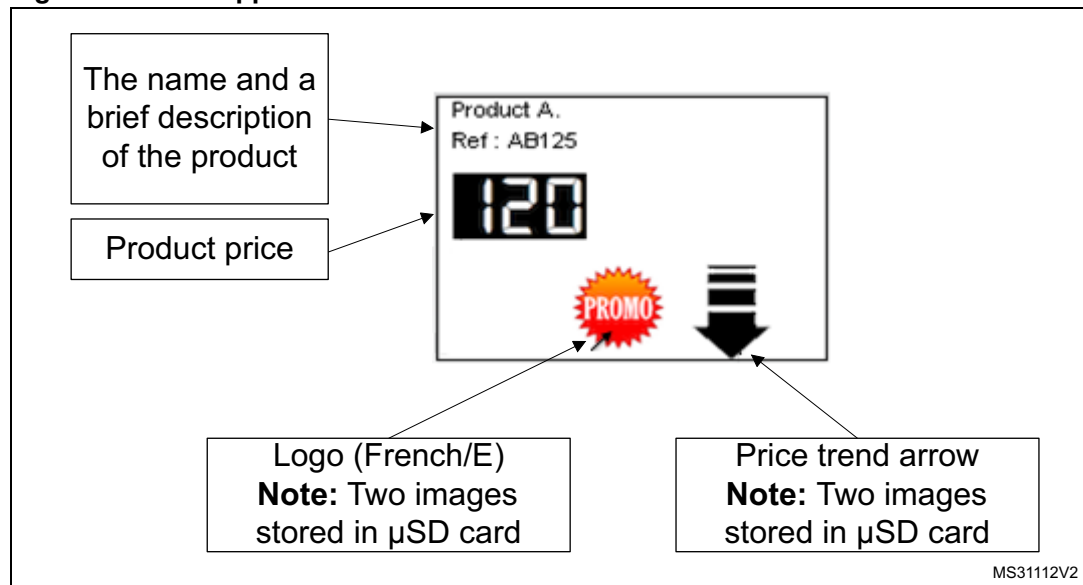 The name and a
brief description
of the product
Product price
Product A.
Ref : AB125
120
PROMO
Logo (French/E)
Note: Two images
stored in µSD card
Price trend arrow
Note: Two images
stored in µSD card
MS31112V2